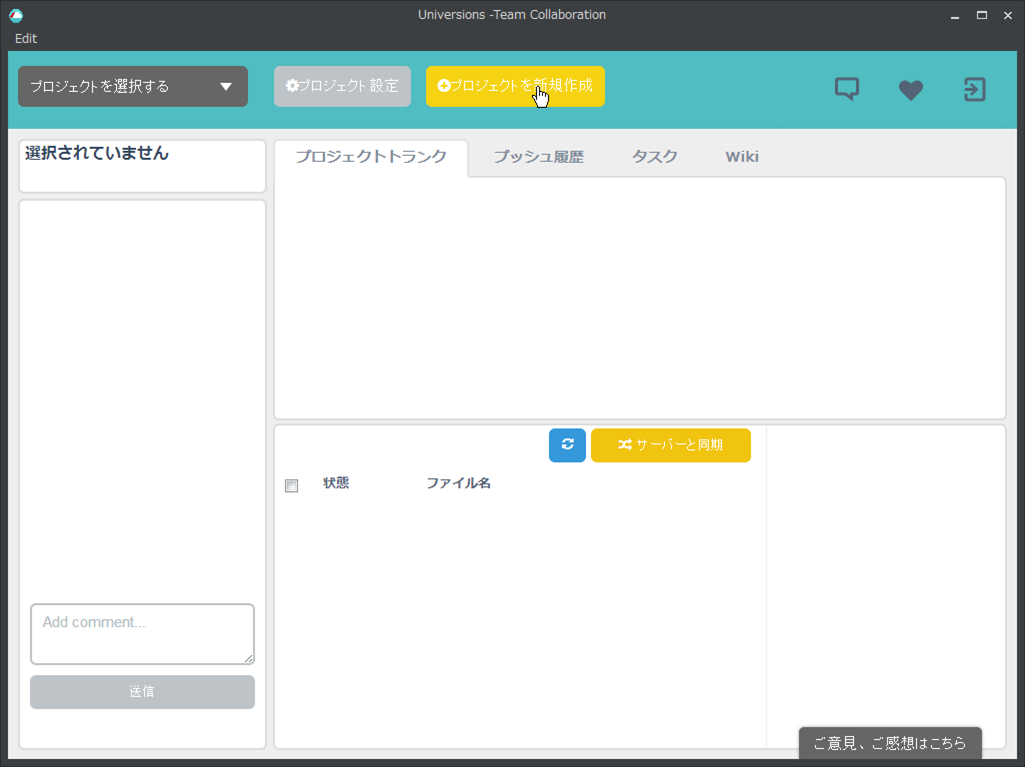 Universions -Team Collaboration
Edit
プロジェクトを選択する
プロジェクト設定
プロジェクトを新規作成
選択されていません
プロジェクトトランク
プッシュ履歴
タスク
Wiki
サーバーと同期
状態
ファイル名
Add comment...
送信
ご意見、ご感想はこちら